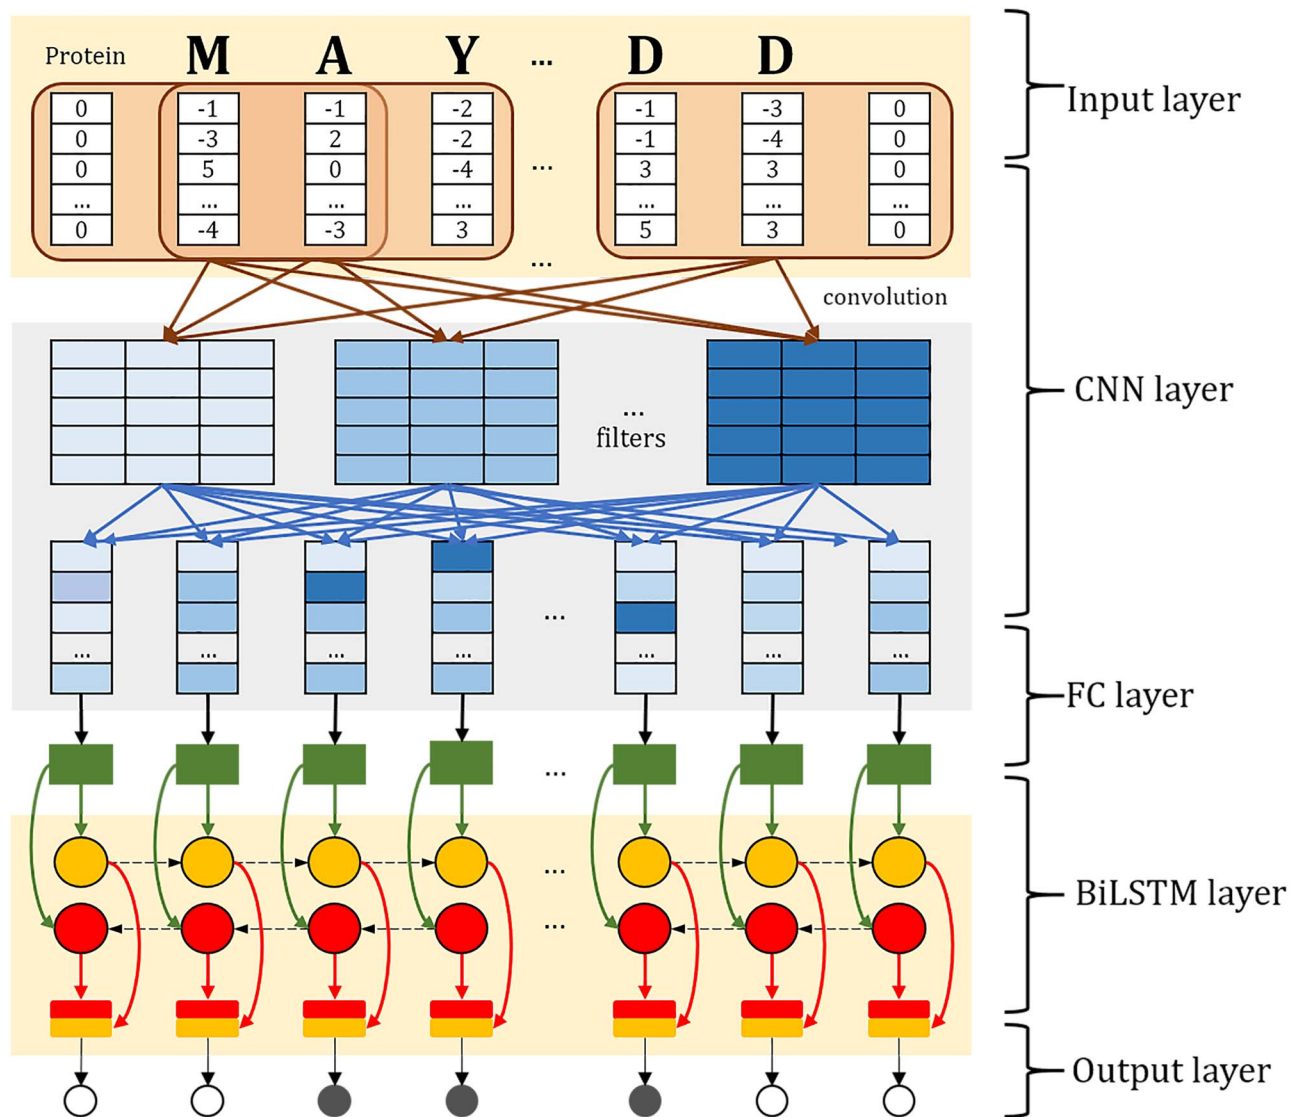 Protein M A Y ... D D
0 -1 -1 -2 -1 -3 0
0 -3 2 -2 -1 -4 0
0 5 0 -4 ... 3 3 0
... ... ... ... ... ... ...
0 -4 -3 3 5 3 0
...
Input layer
convolution
CNN layer
...
filters
...
... ... ... ... ... ... ...
FC layer
...
...
BiLSTM layer
...
Output layer